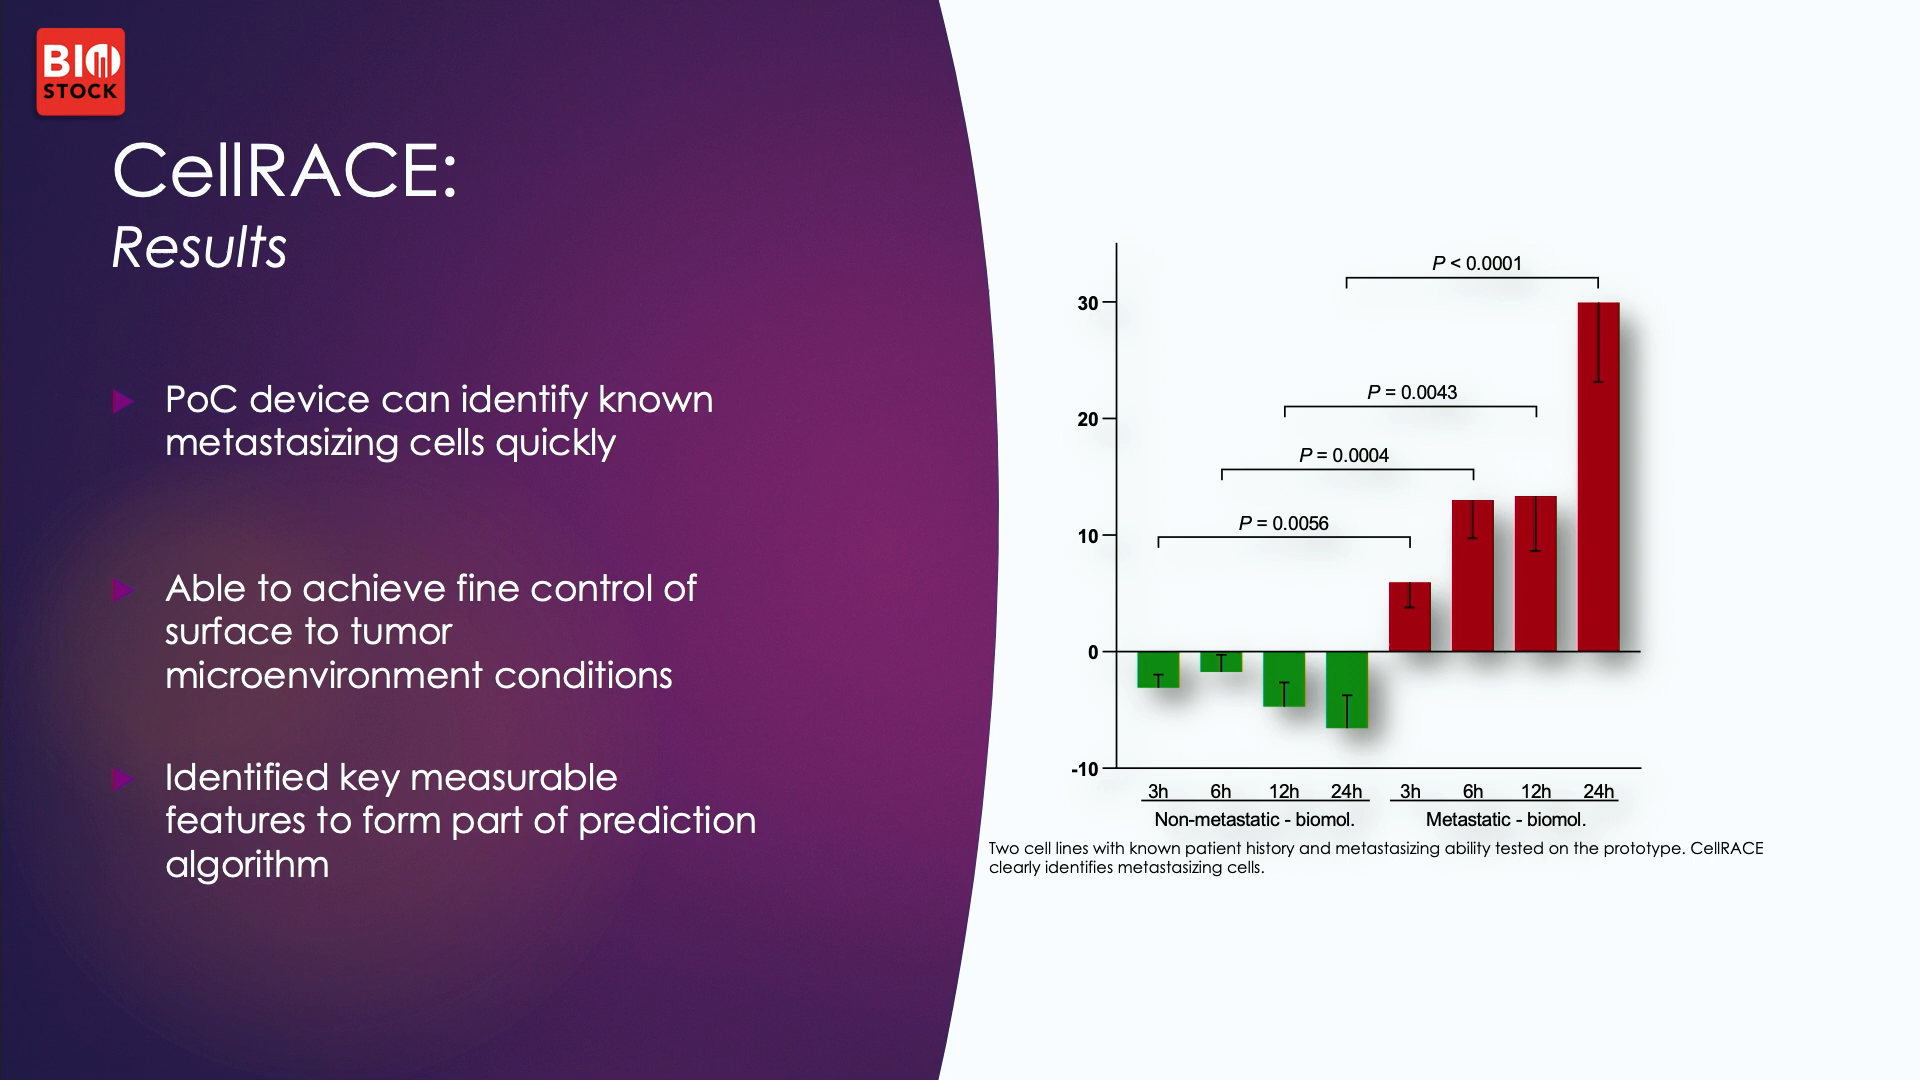 BIO
STOCK
CellRACE:
Results
PoC device can identify known
metastasizing cells quickly
Able to achieve fine control of
surface to tumor
microenvironment conditions
Identified key measurable
features to form part of prediction
algorithm
P < 0.0001
30
P = 0.0043
20
P = 0.0004
P = 0.0056
10
0
-10
3h 6h 12h 24h 3h 6h 12h 24h
Non-metastatic - biomol. Metastatic - biomol.
Two cell lines with known patient history and metastasizing ability tested on the prototype. CellRACE
clearly identifies metastasizing cells.